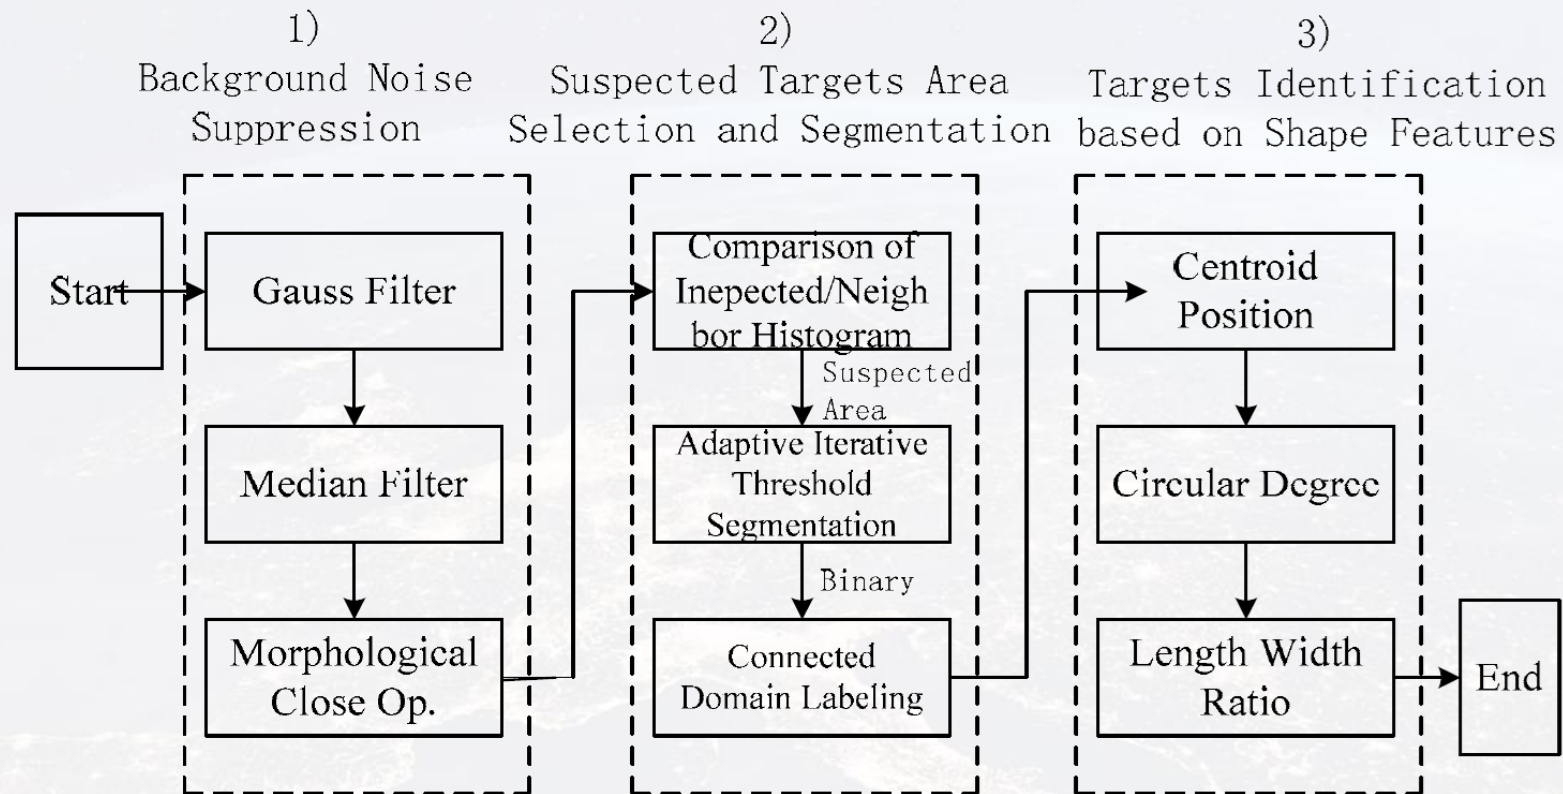 1)
Background Noise
Suppression
2)
Suspected Targets Area
Selection and Segmentation
3)
Targets Identification
based on Shape Features
Start
Gauss Filter
Median Filter
Morphological
Close Op.
Comparison of
Inepected/Neigh
bor Histogram
Suspected
Area
Adaptive Iterative
Threshold
Segmentation
Binary
Connected
Domain Labeling
Centroid
Position
Circular Degree
Length Width
Ratio
End